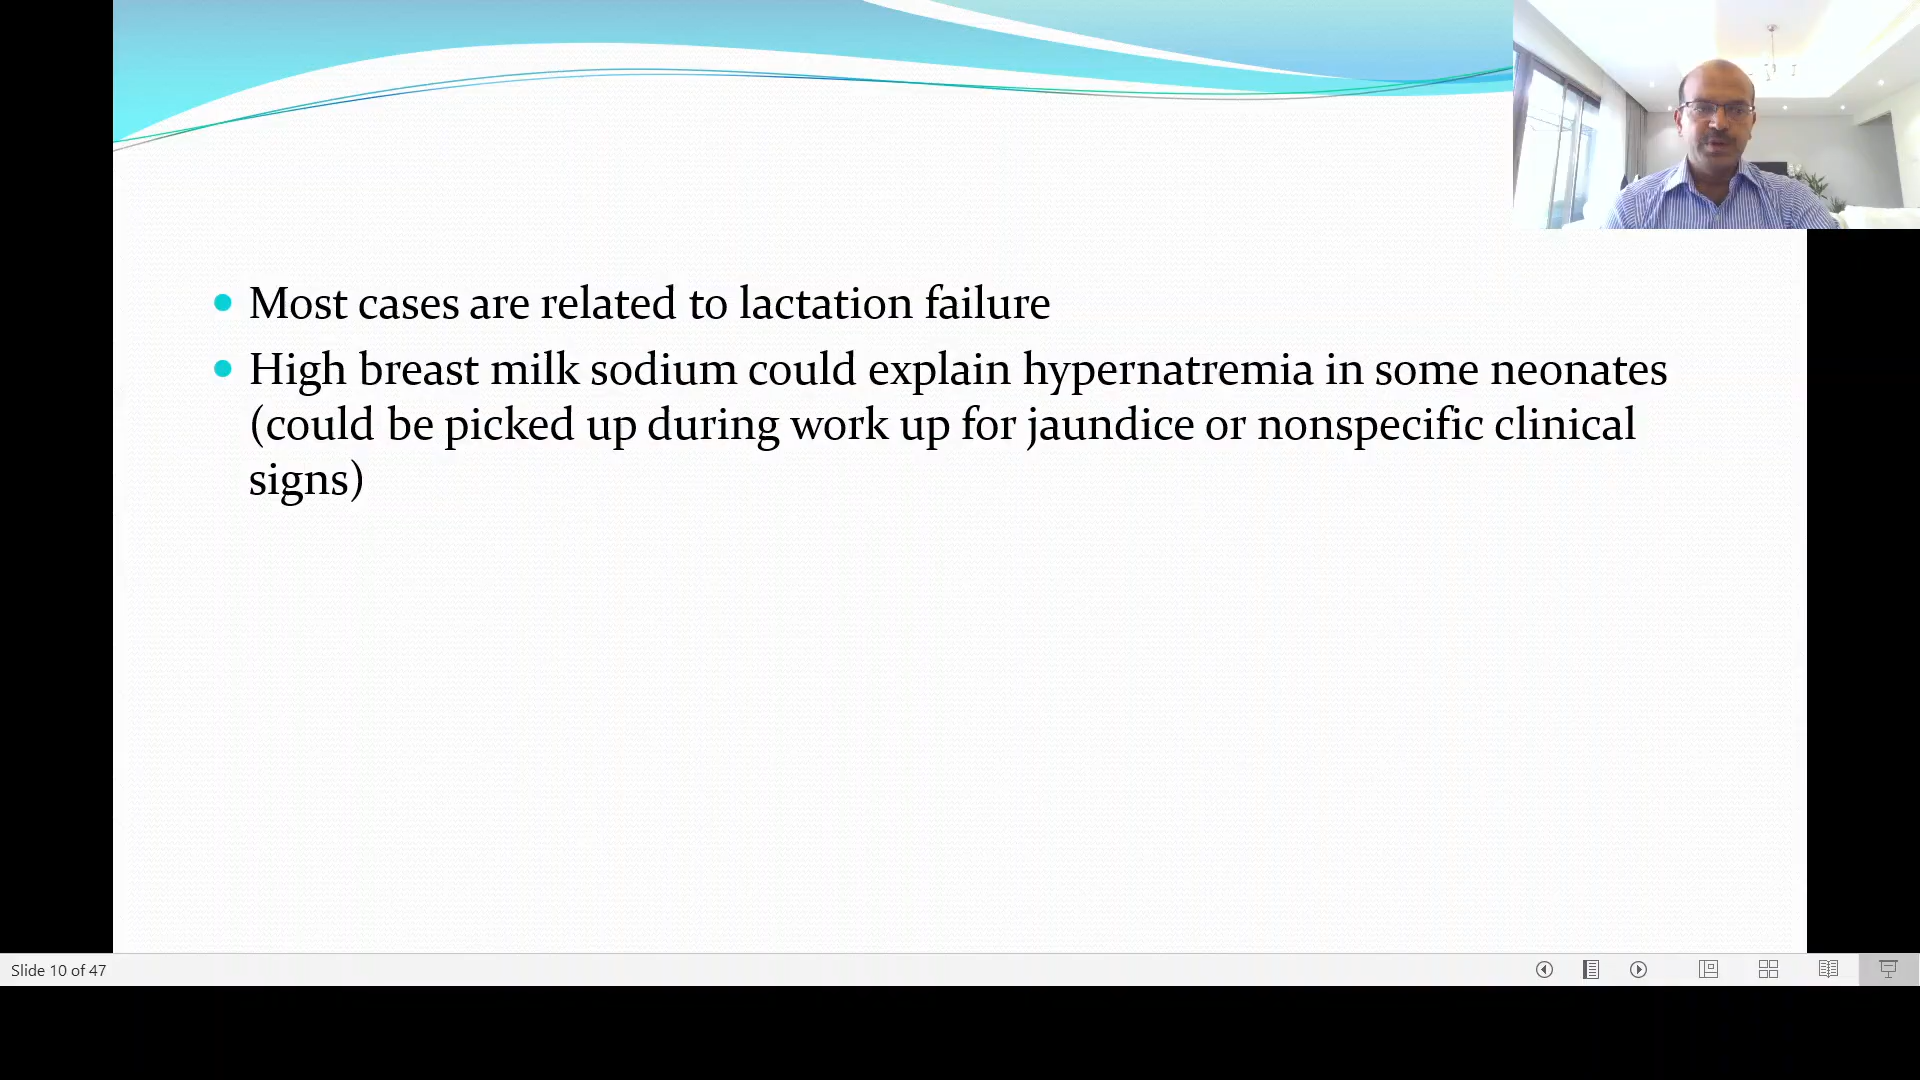 Most cases are related to lactation failure
High breast milk sodium could explain hypernatremia in some neonates
(could be picked up during work up for jaundice or nonspecific clinical
signs)
Slide 10 of 47